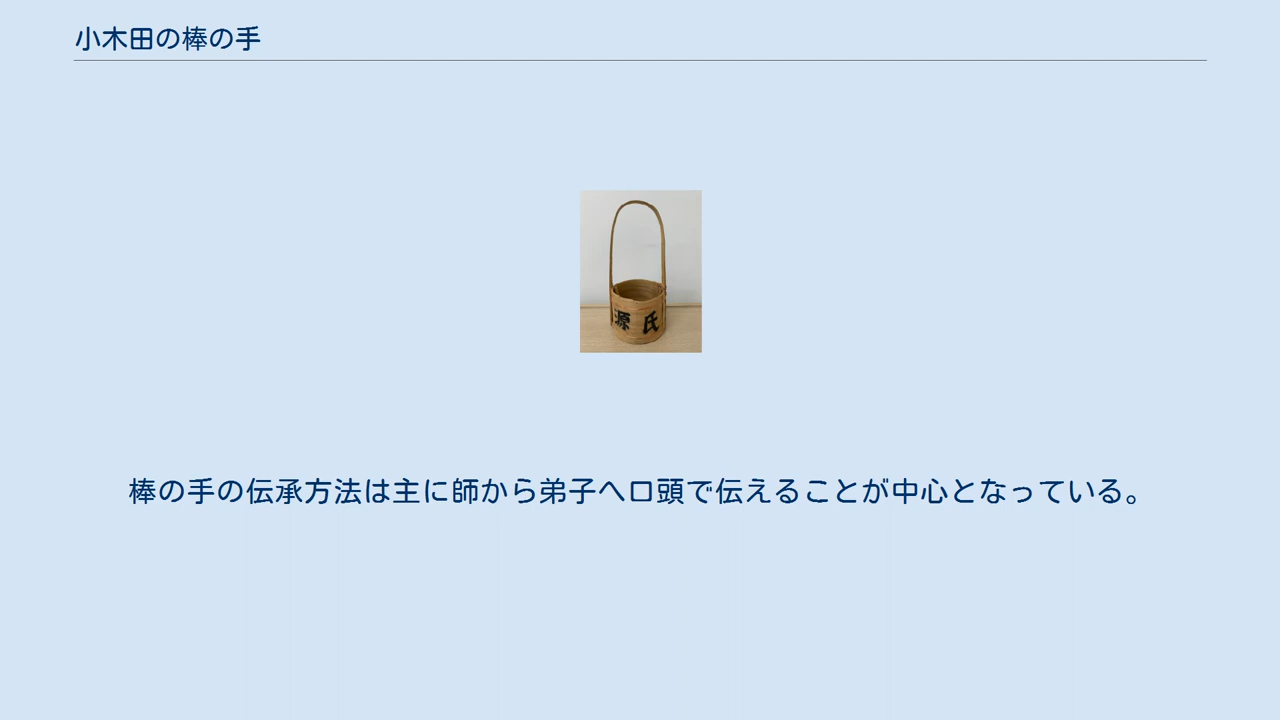 小木田の棒の手
源氏
棒の手の伝承方法は主に師から弟子へ口頭で伝えることが中心となっている。